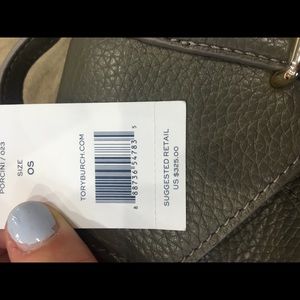 PORCINI / 023
SIZE
OS
TORYBURCH.COM
8 88736 54783 5
SUGGESTED RETAIL
US $325.00